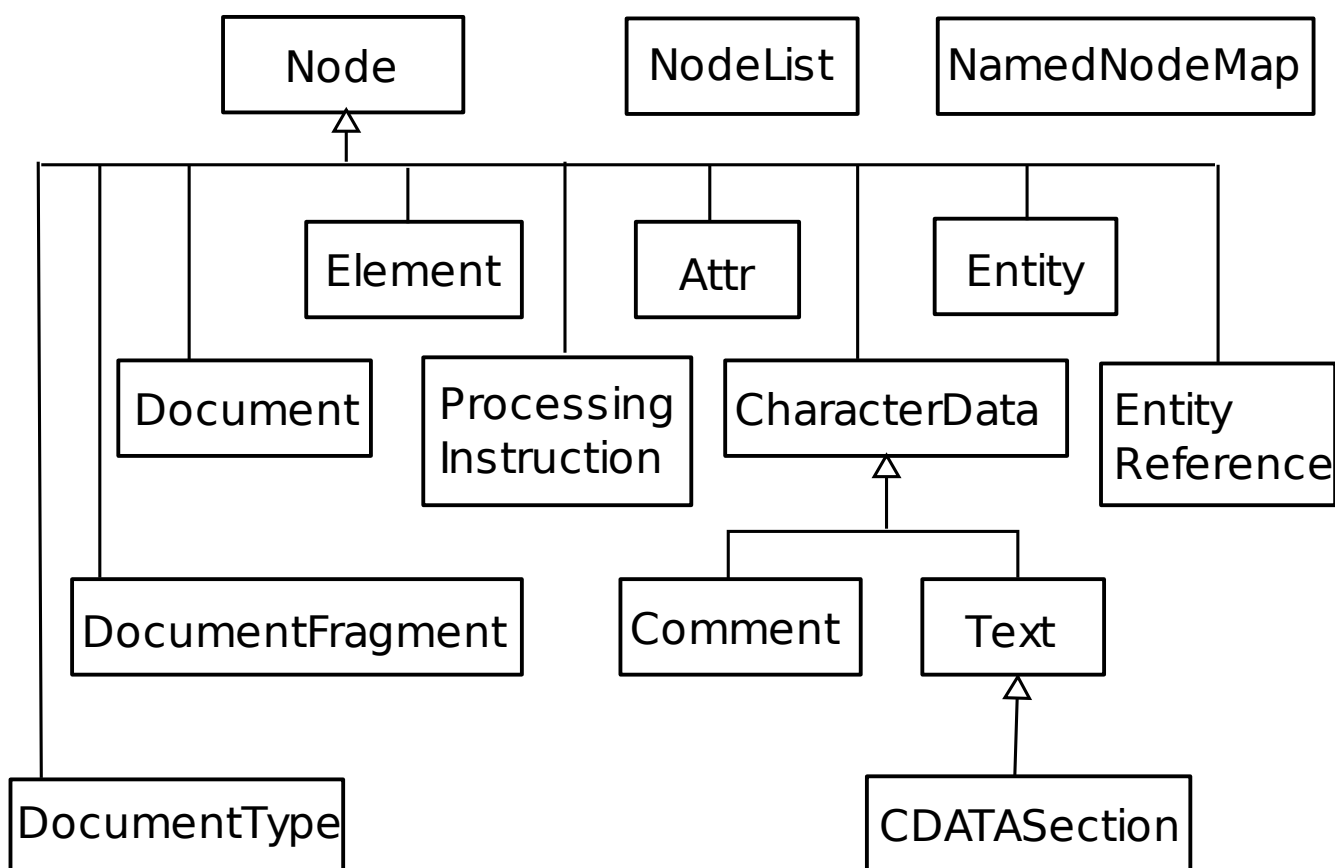 Node
NodeList
NamedNodeMap
Element
Attr
Entity
Document
Processing
Instruction
CharacterData
Entity
Reference
DocumentFragment
Comment
Text
DocumentType
CDATASection